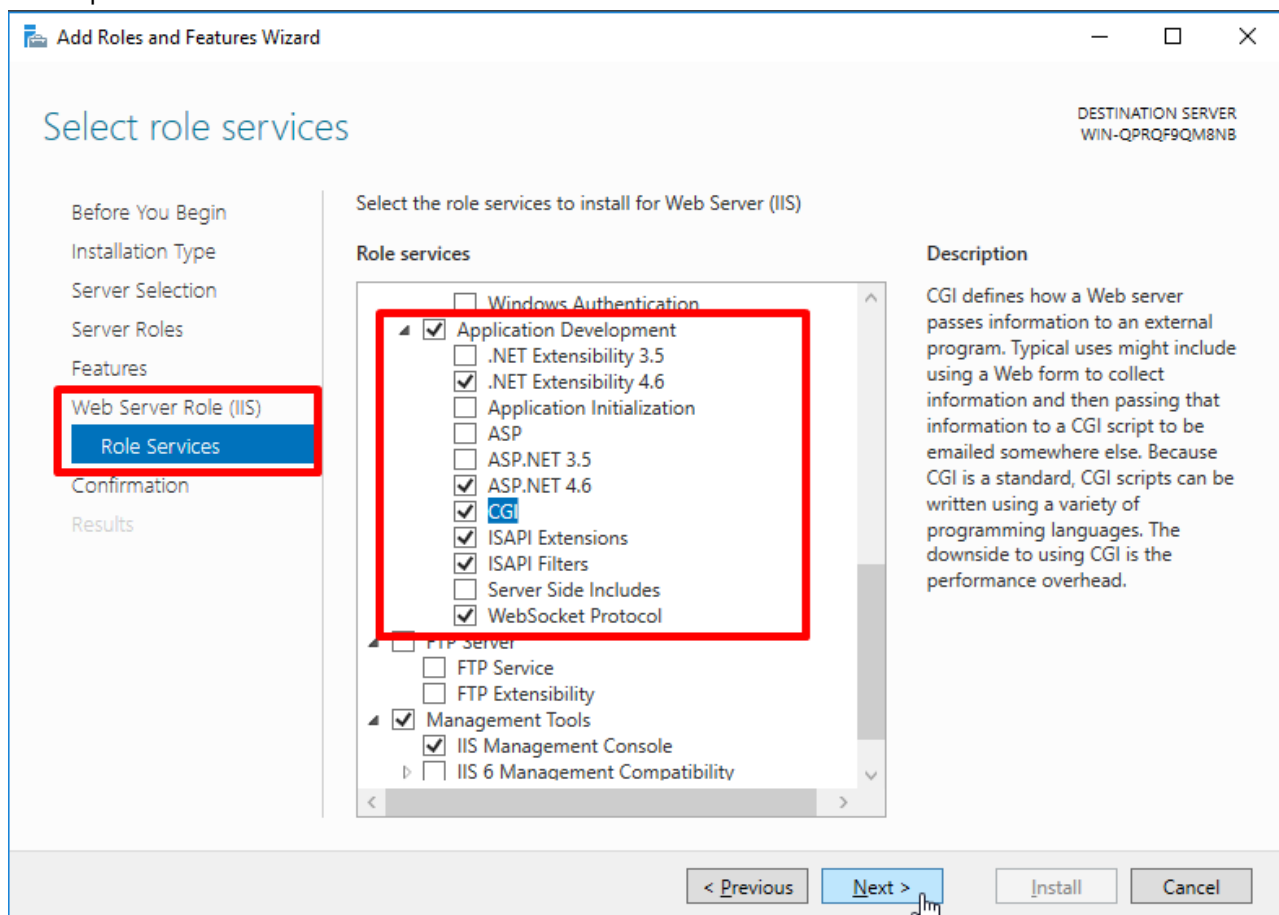 Add Roles and Features Wizard
Select role services
DESTINATION SERVER
WIN-QPRQF9QM8NB
Before You Begin
Installation Type
Server Selection
Server Roles
Features
Web Server Role (IIS)
Role Services
Confirmation
Results
Select the role services to install for Web Server (IIS)
Role services
Windows Authentication
Application Development
.NET Extensibility 3.5
.NET Extensibility 4.6
Application Initialization
ASP
ASP.NET 3.5
ASP.NET 4.6
CGI
ISAPI Extensions
ISAPI Filters
Server Side Includes
WebSocket Protocol
FTP Server
FTP Service
FTP Extensibility
Management Tools
IIS Management Console
IIS 6 Management Compatibility
Description
CGI defines how a Web server
passes information to an external
program. Typical uses might include
using a Web form to collect
information and then passing that
information to a CGI script to be
emailed somewhere else. Because
CGI is a standard, CGI scripts can be
written using a variety of
programming languages. The
downside to using CGI is the
performance overhead.
< Previous
Next >
Install
Cancel